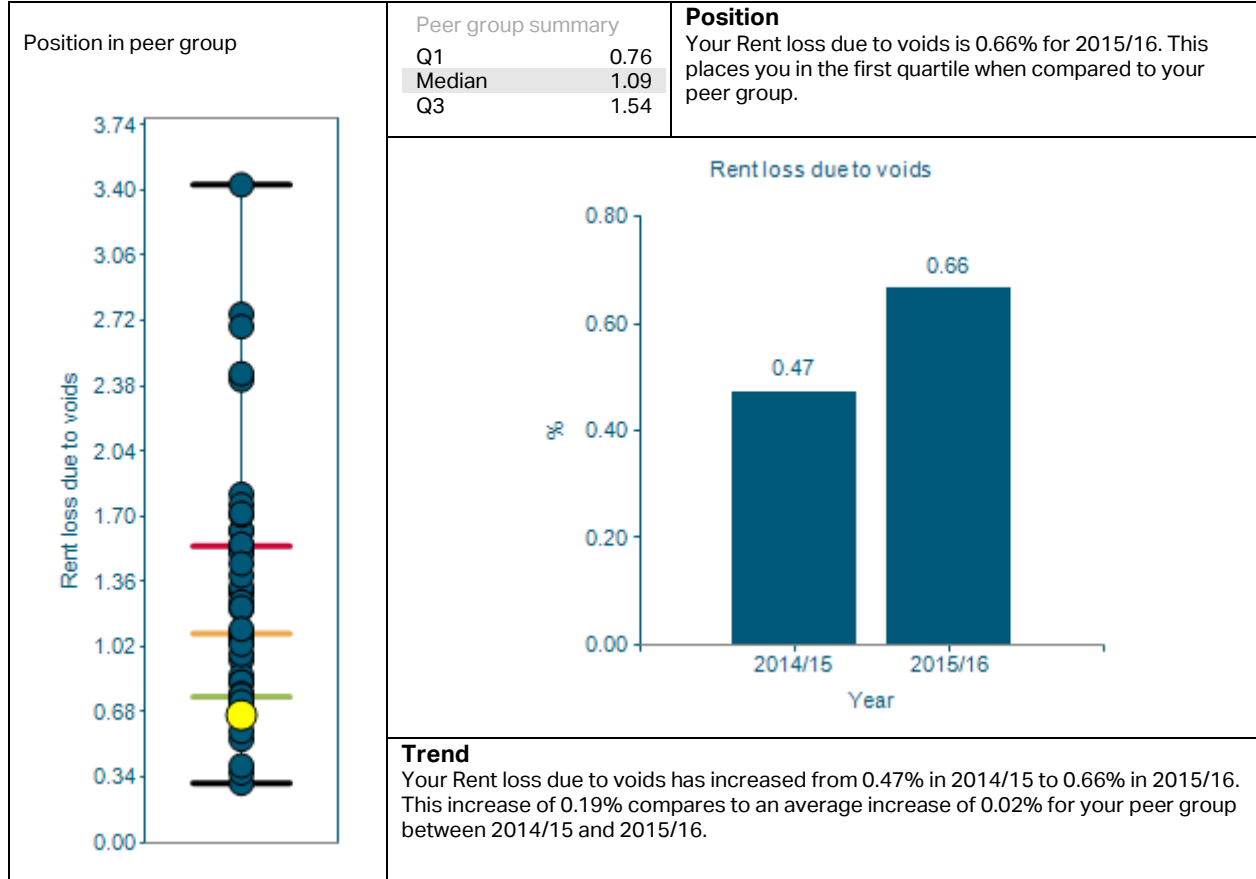 Position in peer group
3.74
3.40
3.06
2.72
2.38
2.04
1.70
1.36
1.02
0.68
0.34
0.00
Rent loss due to voids
Peer group summary
Q1 0.76
Median 1.09
Q3 1.54
Position
Your Rent loss due to voids is 0.66% for 2015/16. This
places you in the first quartile when compared to your
peer group.
Rent loss due to voids
0.80
0.60
0.40
0.20
0.00
%
0.47
0.66
2014/15 2015/16
Year
Trend
Your Rent loss due to voids has increased from 0.47% in 2014/15 to 0.66% in 2015/16.
This increase of 0.19% compares to an average increase of 0.02% for your peer group
between 2014/15 and 2015/16.